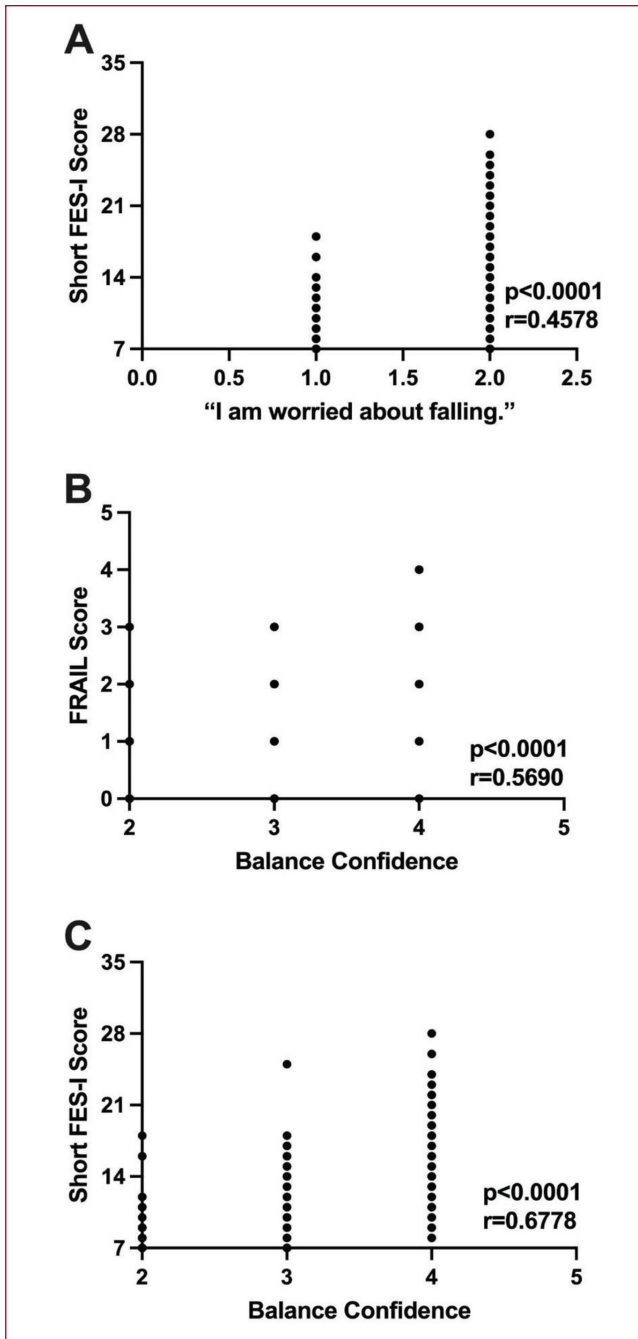 A
35
28
21
14
7
Short FES-I Score
p<0.0001
r=0.4578
0.0 0.5 1.0 1.5 2.0 2.5
“I am worried about falling.”
B
5
4
3
2
1
0
FRAIL Score
p<0.0001
r=0.5690
2 3 4 5
Balance Confidence
C
35
28
21
14
7
Short FES-I Score
p<0.0001
r=0.6778
2 3 4 5
Balance Confidence